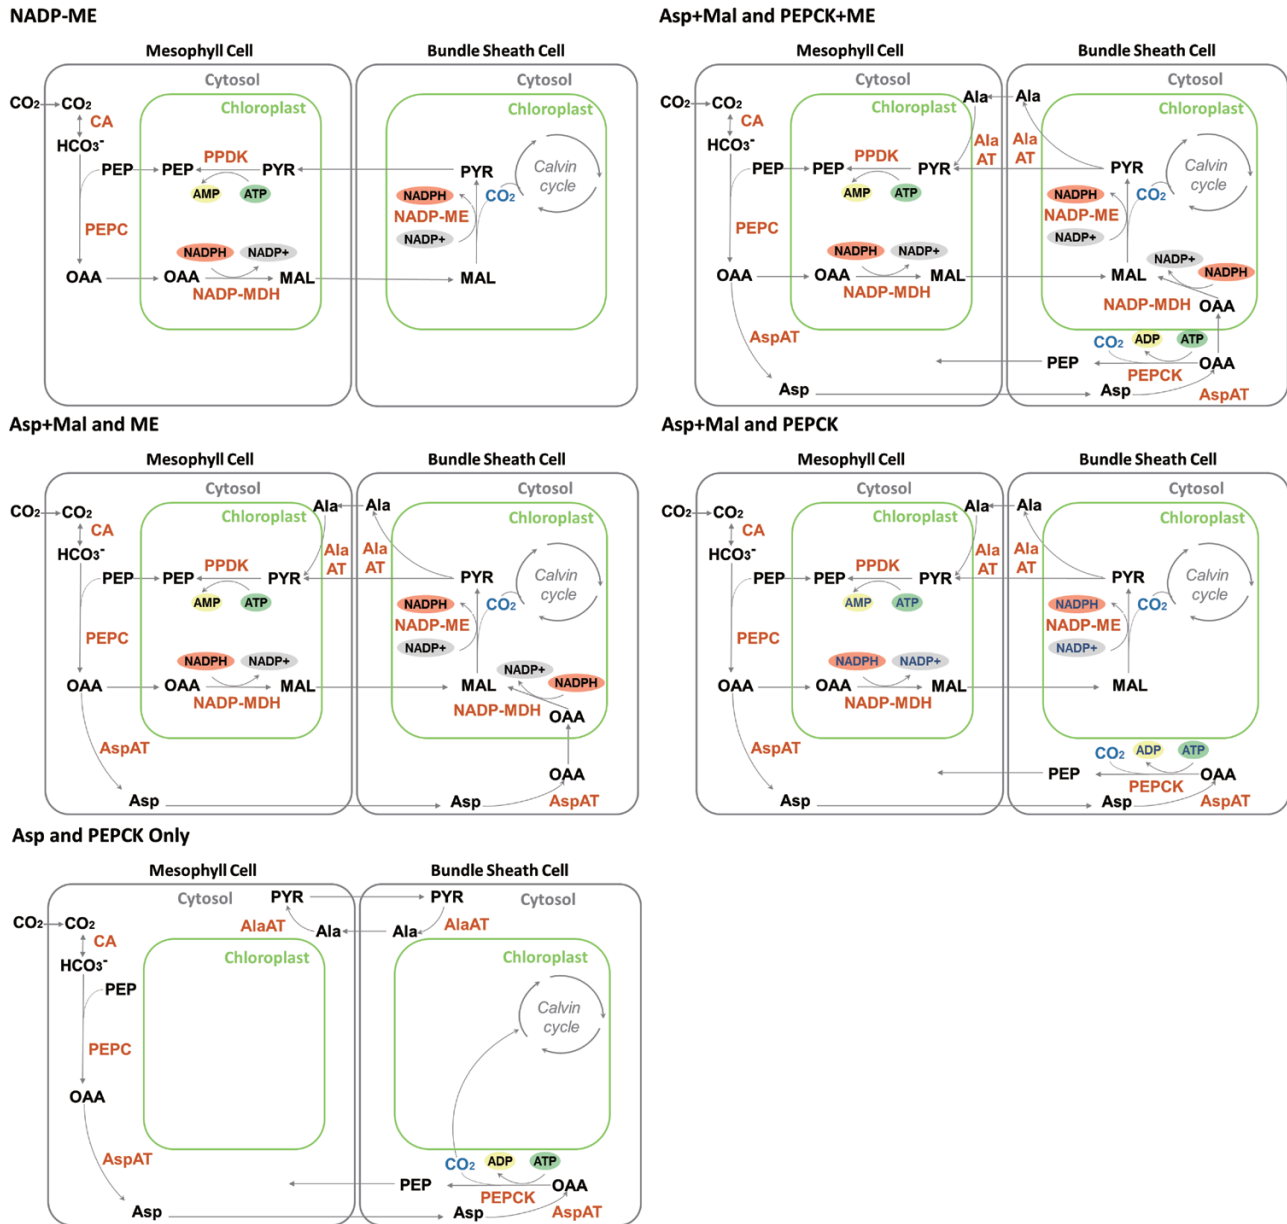 NADP-ME
Mesophyll Cell
Bundle Sheath Cell
Cytosol
Cytosol
Chloroplast
Chloroplast
CO₂
CO₂
CA
HCO₃⁻
PEP
PEP
PPDK
PYR
PYR
Calvin
cycle
AMP
ATP
NADPH
CO₂
NADP-ME
NADP+
PEPC
NADPH
NADP+
OAA
OAA
MAL
MAL
NADP-MDH
Asp+Mal and PEPCK+ME
Mesophyll Cell
Bundle Sheath Cell
Cytosol
Cytosol
Chloroplast
Chloroplast
CO₂
CO₂
Ala
Ala
CA
HCO₃⁻
Ala
AT
Ala
AT
PEP
PEP
PPDK
PYR
PYR
Calvin
cycle
AMP
ATP
NADPH
CO₂
NADP-ME
NADP+
PEPC
NADPH
NADP+
NADP+
NADPH
OAA
OAA
MAL
MAL
NADP-MDH
NADP-MDH
OAA
AspAT
CO₂
ADP
ATP
PEP
OAA
PEPCK
Asp
Asp
AspAT
Asp+Mal and ME
Mesophyll Cell
Bundle Sheath Cell
Cytosol
Cytosol
Chloroplast
Chloroplast
CO₂
CO₂
Ala
Ala
CA
HCO₃⁻
Ala
AT
Ala
AT
PEP
PEP
PPDK
PYR
PYR
Calvin
cycle
AMP
ATP
NADPH
CO₂
NADP-ME
NADP+
PEPC
NADPH
NADP+
NADP+
NADPH
OAA
OAA
MAL
MAL
NADP-MDH
NADP-MDH
OAA
AspAT
OAA
Asp
Asp
AspAT
Asp+Mal and PEPCK
Mesophyll Cell
Bundle Sheath Cell
Cytosol
Cytosol
Chloroplast
Chloroplast
CO₂
CO₂
Ala
Ala
CA
HCO₃⁻
Ala
AT
Ala
AT
PEP
PEP
PPDK
PYR
PYR
Calvin
cycle
AMP
ATP
NADPH
CO₂
NADP-ME
NADP+
PEPC
NADPH
NADP+
OAA
OAA
MAL
MAL
NADP-MDH
AspAT
CO₂
ADP
ATP
PEP
OAA
PEPCK
Asp
Asp
AspAT
Asp and PEPCK Only
Mesophyll Cell
Bundle Sheath Cell
Cytosol
PYR
PYR
Cytosol
CO₂
CO₂
AlaAT
Ala
Ala
AlaAT
CA
HCO₃⁻
Chloroplast
Chloroplast
PEP
Calvin
cycle
PEPC
OAA
AspAT
CO₂
ADP
ATP
PEP
OAA
PEPCK
Asp
Asp
AspAT